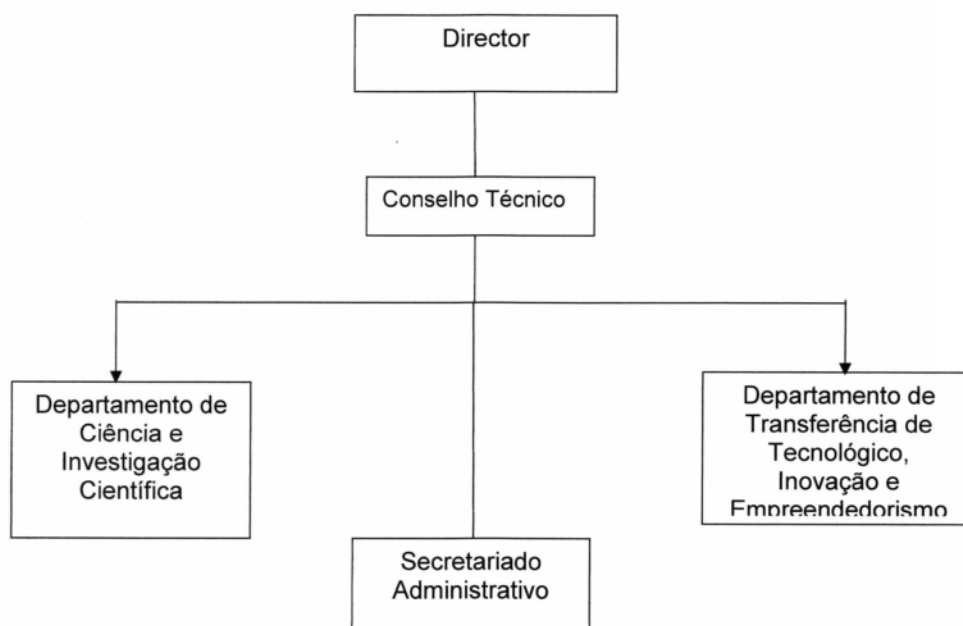 Director
Conselho Técnico
Departamento de
Ciência e
Investigação
Científica
Departamento de
Transferência de
Tecnológico,
Inovação e
Empreendedorismo
Secretariado
Administrativo